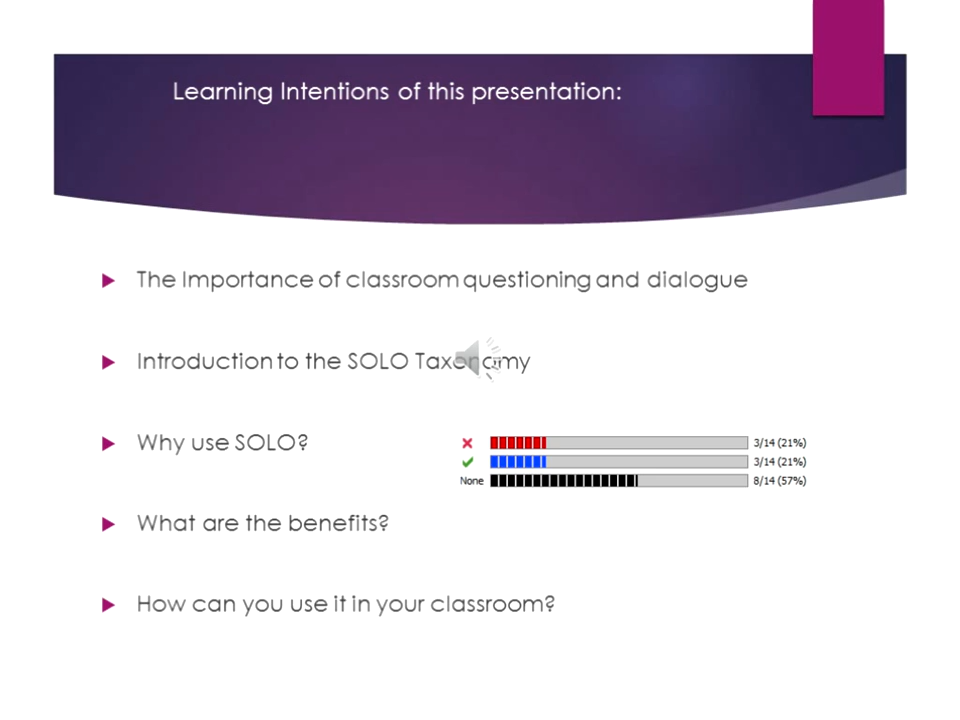 Learning Intentions of this presentation:
The Importance of classroom questioning and dialogue
Introduction to the SOLO Taxonomy
Why use SOLO?
3/14 (21%)
3/14 (21%)
None 8/14 (57%)
What are the benefits?
How can you use it in your classroom?